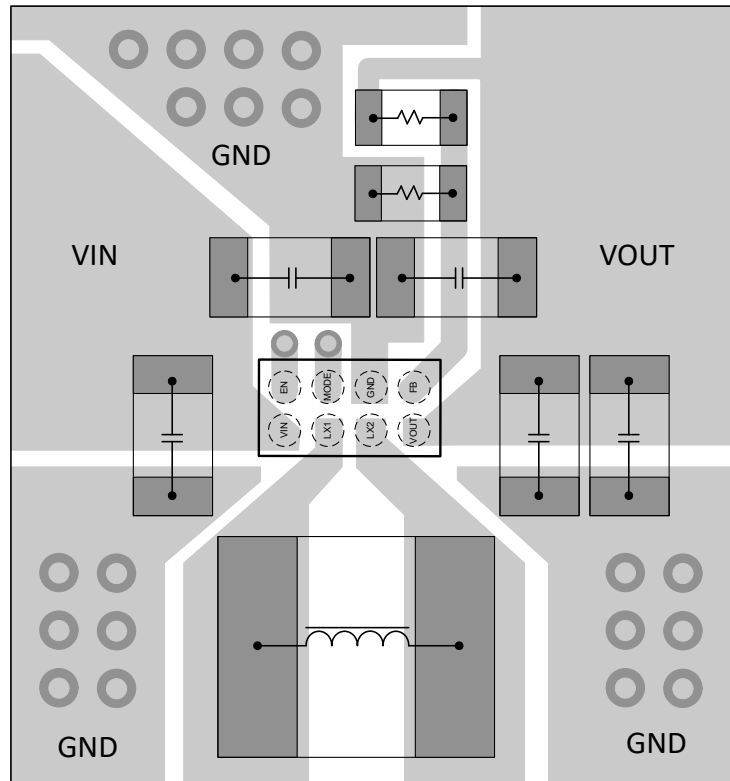 GND
VIN
VOUT
EN
MODE
GND
FB
VIN
LX1
LX2
VOUT
GND
GND